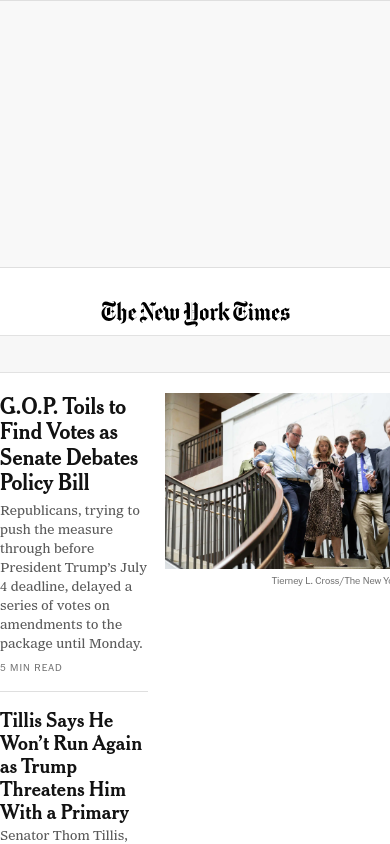 The New York Times
G.O.P. Toils to
Find Votes as
Senate Debates
Policy Bill
Republicans, trying to
push the measure
through before
President Trump’s July
4 deadline, delayed a
series of votes on
amendments to the
package until Monday.
5 MIN READ
Tierney L. Cross/The New
Tillis Says He
Won’t Run Again
as Trump
Threatens Him
With a Primary
Senator Thom Tillis,